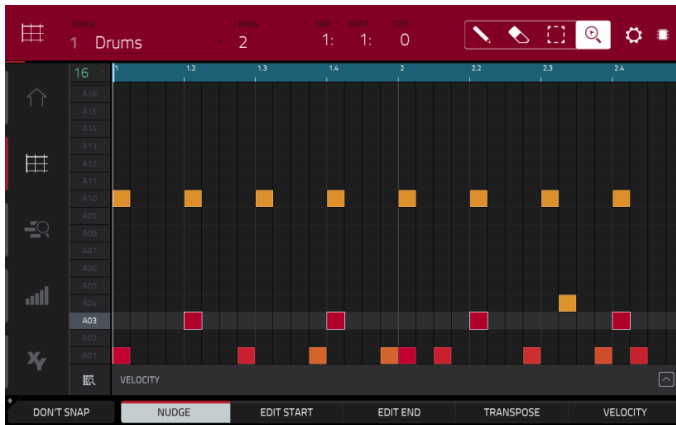 TRACK BARS BAR BEAT TICK
1 Drums 2 1: 1: 0
16 1 1.2 1.3 1.4 2 2.2 2.3 2.4
A16
A15
A14
A13
A12
A11
A10
A09
A08
A07
A06
A05
A04
A03
A02
A01
XY
VELOCITY
DON'T SNAP NUDGE EDIT START EDIT END TRANSPOSE VELOCITY